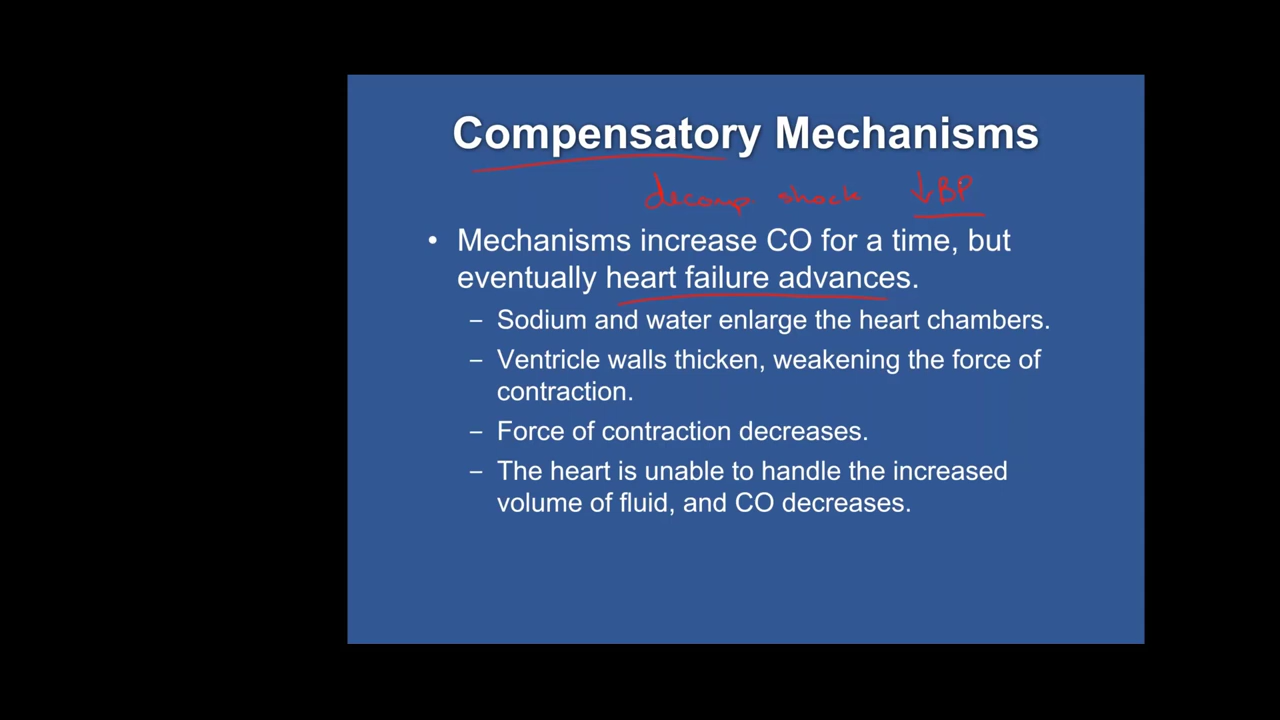 Compensatory Mechanisms
decomp shock ↓BP
• Mechanisms increase CO for a time, but
eventually heart failure advances.
– Sodium and water enlarge the heart chambers.
– Ventricle walls thicken, weakening the force of
contraction.
– Force of contraction decreases.
– The heart is unable to handle the increased
volume of fluid, and CO decreases.